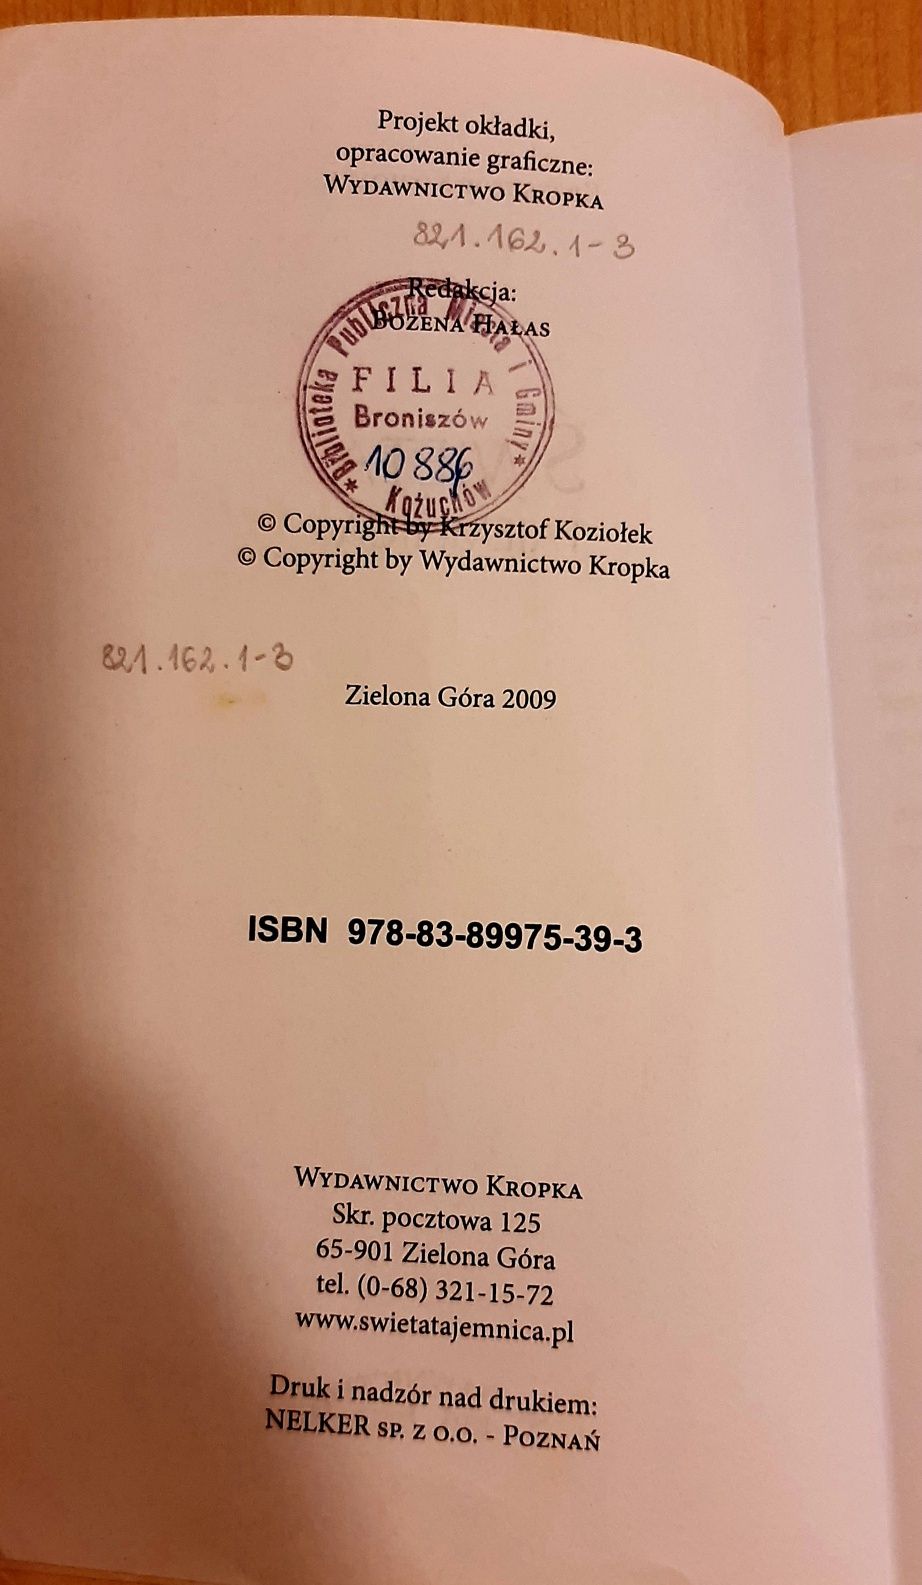 Projekt okładki,
opracowanie graficzne:
WYDAWNICTWO KROPKA
821.162.1-3
Redakcja:
BOŻENA HAŁAS
* Biblioteka Publiczna Miasta i Gminy *
FILIA
Broniszów
10886
Kożuchów
© Copyright by Krzysztof Koziołek
© Copyright by Wydawnictwo Kropka
821.162.1-3
Zielona Góra 2009
ISBN 978-83-89975-39-3
WYDAWNICTWO KROPKA
Skr. pocztowa 125
65-901 Zielona Góra
tel. (0-68) 321-15-72
www.swietatajemnica.pl
Druk i nadzór nad drukiem:
NELKER SP. Z O.O. - POZNAŃ